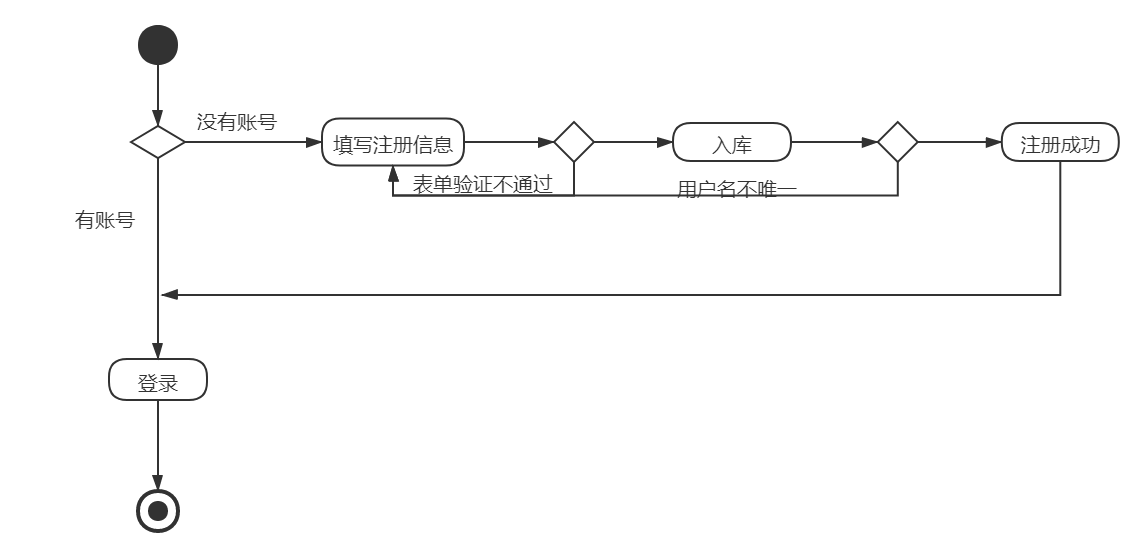 没有账号
填写注册信息
入库
注册成功
表单验证不通过
用户名不唯一
有账号
登录